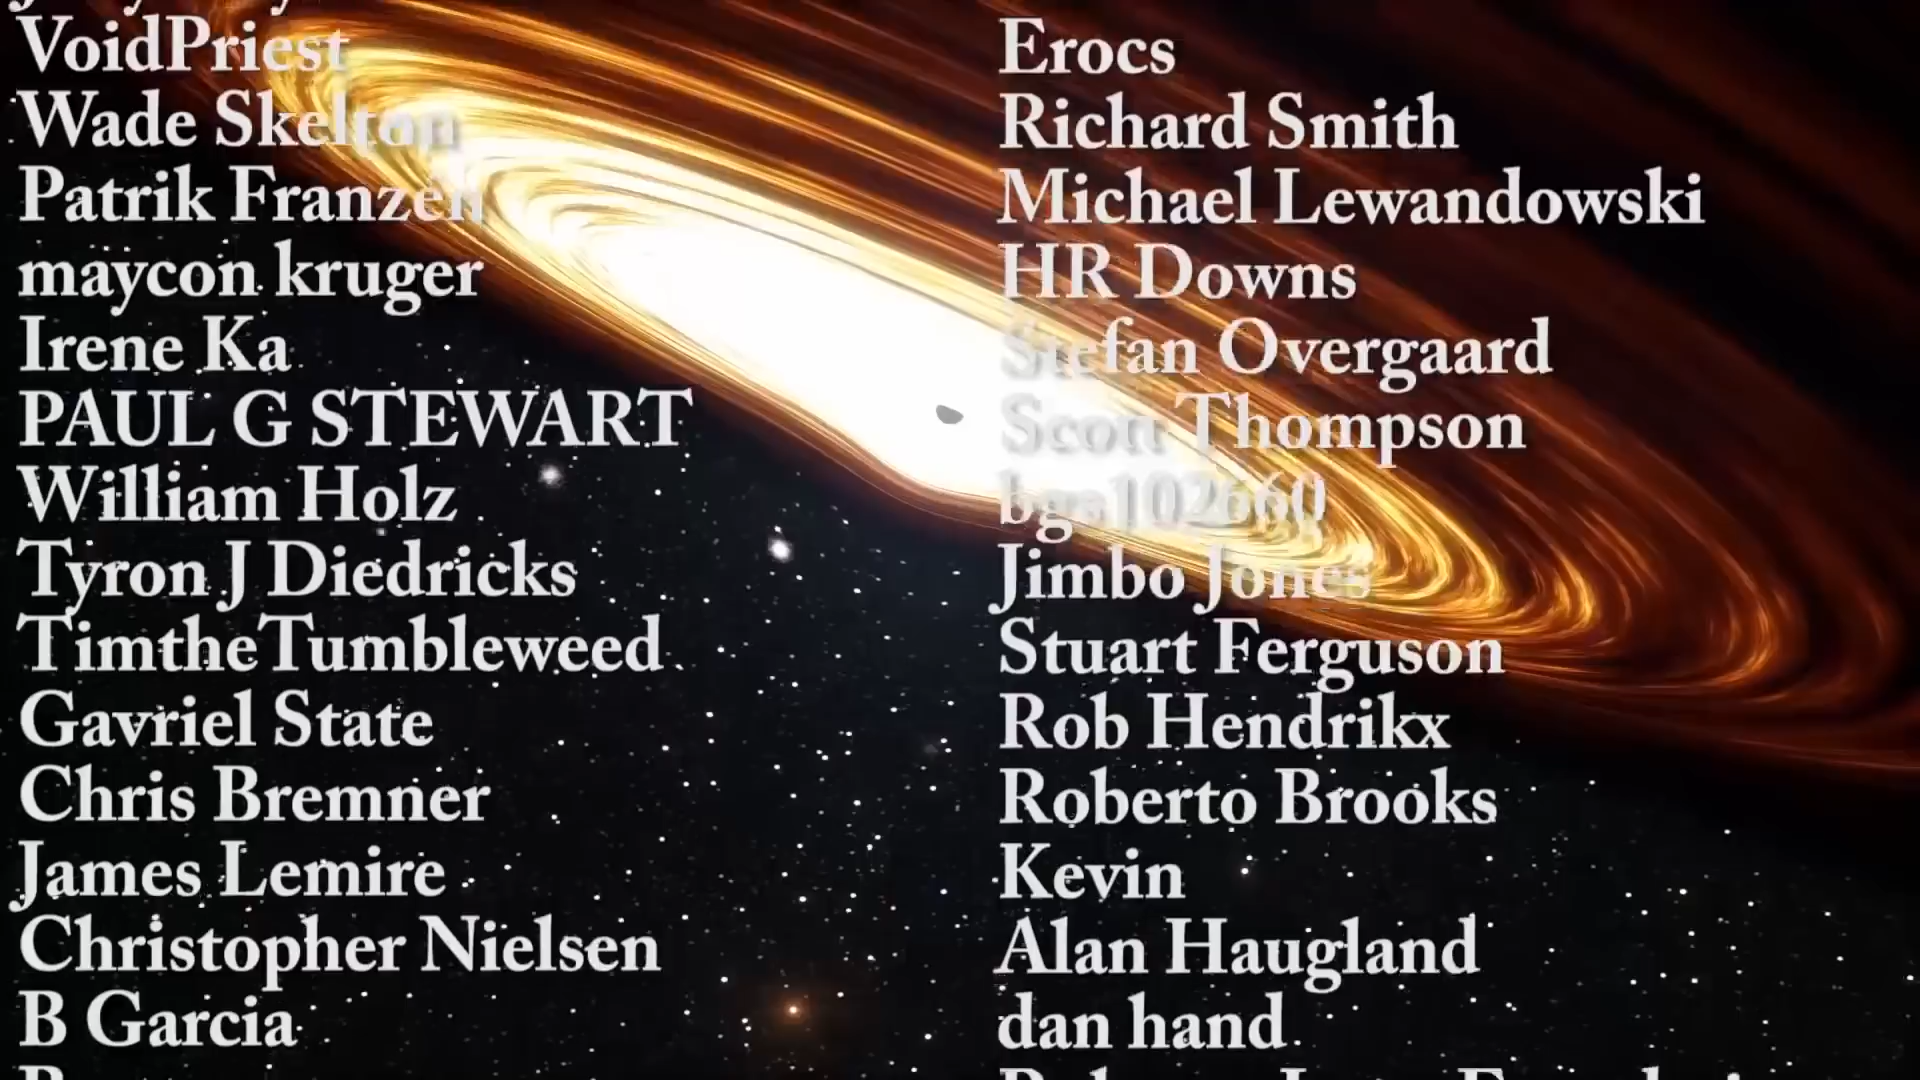 VoidPriest
Wade Skelton
Patrik Franzén
maycon kruger
Irene Ka
PAUL G STEWART
William Holz
Tyron J Diedricks
TimtheTumbleweed
Gavriel State
Chris Bremner
James Lemire
Christopher Nielsen
B Garcia
Erocs
Richard Smith
Michael Lewandowski
HR Downs
Stefan Overgaard
Scott Thompson
bgs102660
Jimbo Jones
Stuart Ferguson
Rob Hendrikx
Roberto Brooks
Kevin
Alan Haugland
dan hand